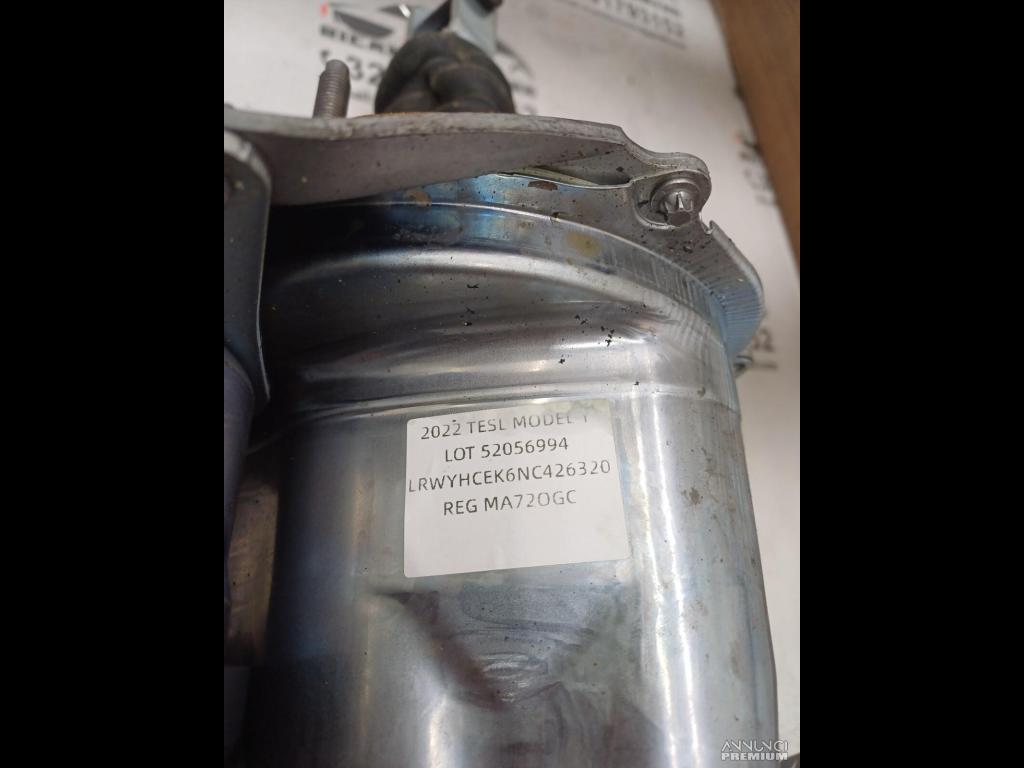 2022 TESL MODEL Y
LOT 52056994
LRWYHCEK6NC426320
REG MA72OGC
ANNUNCI
PREMIUM